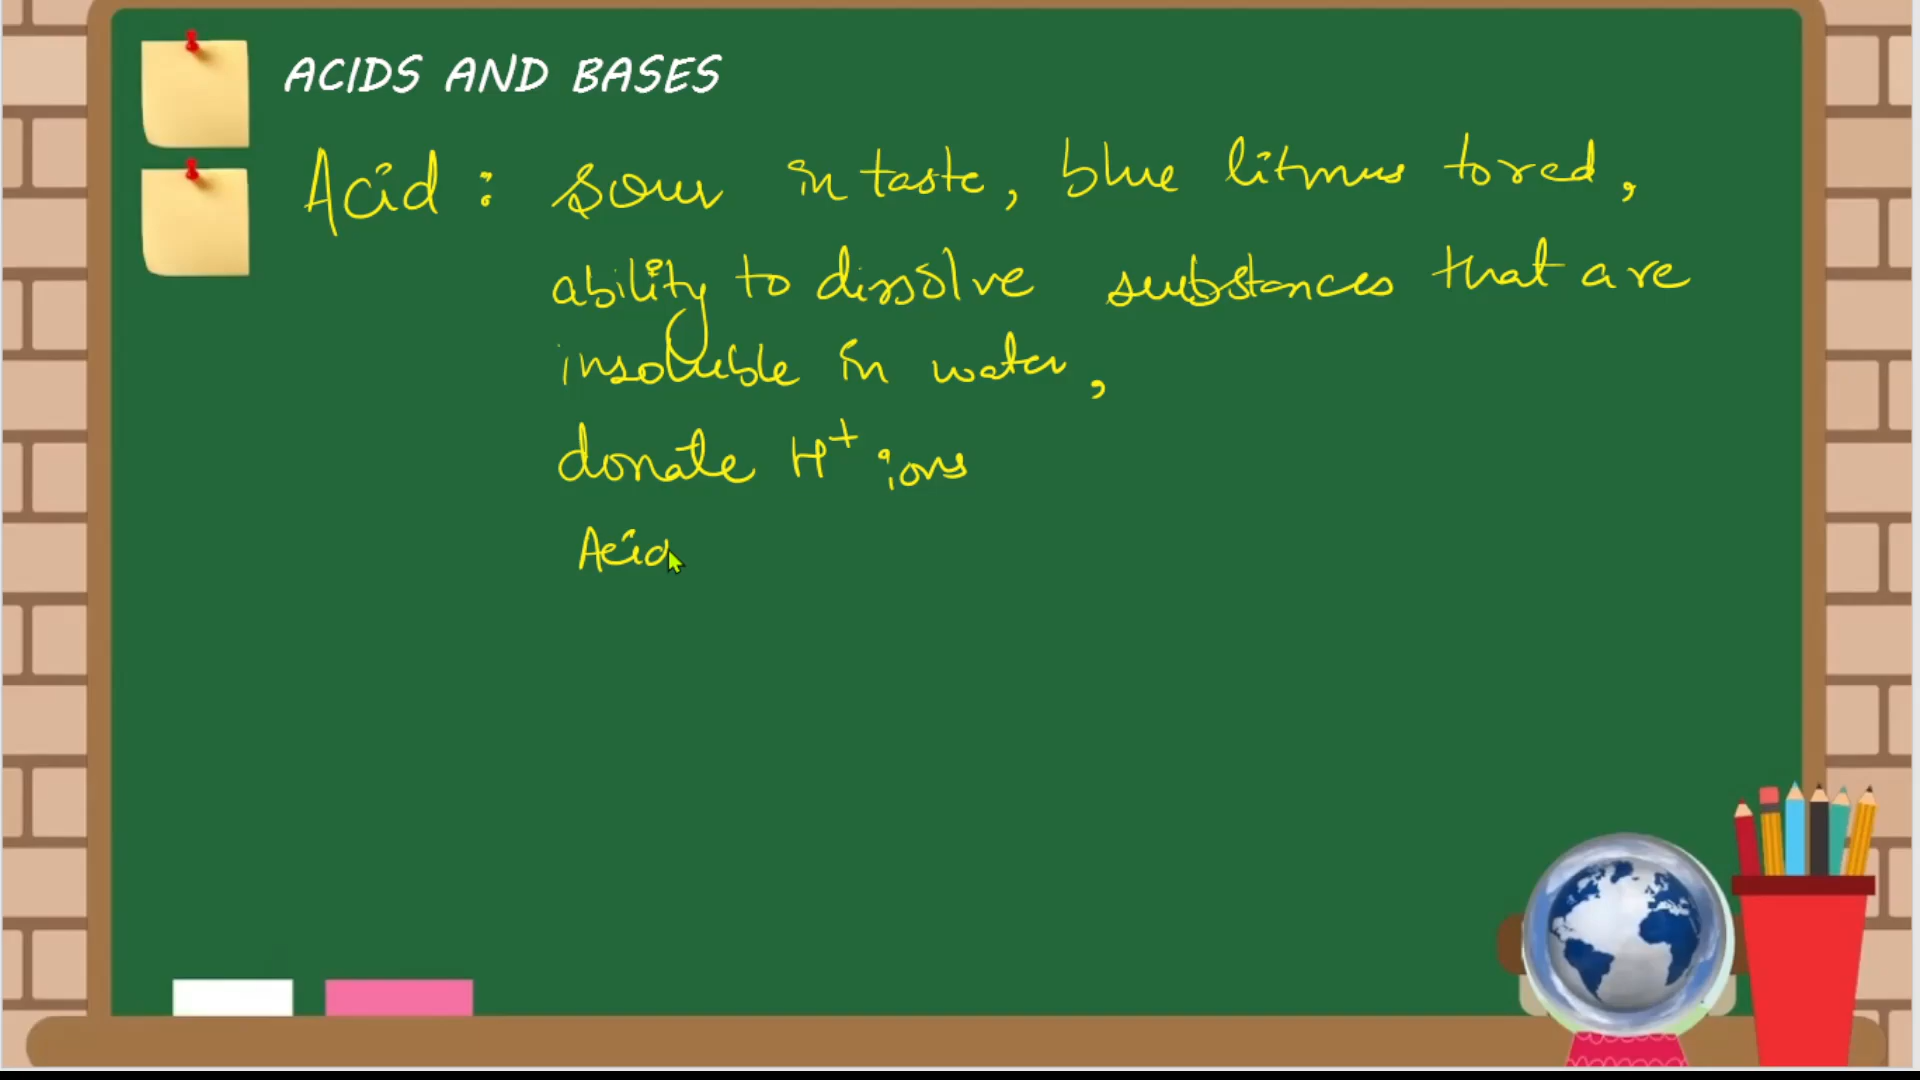 ACIDS AND BASES
Acid : sour in taste, blue litmus to red,
ability to dissolve substances that are
insoluble in water,
donate H⁺ ions
Acid